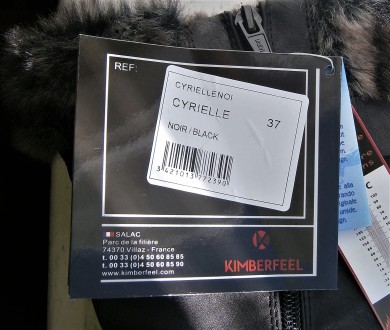 REF:
CYRIELLENOI
CYRIELLE
37
NOIR/BLACK
SALAC
Parc de la filière
74370 Villaz - France
t. 00 33 (0)4 50 60 85 85
t. 00 33 (0)4 50 60 85 90
www.kimberfeel.com
KIMBERFEEL